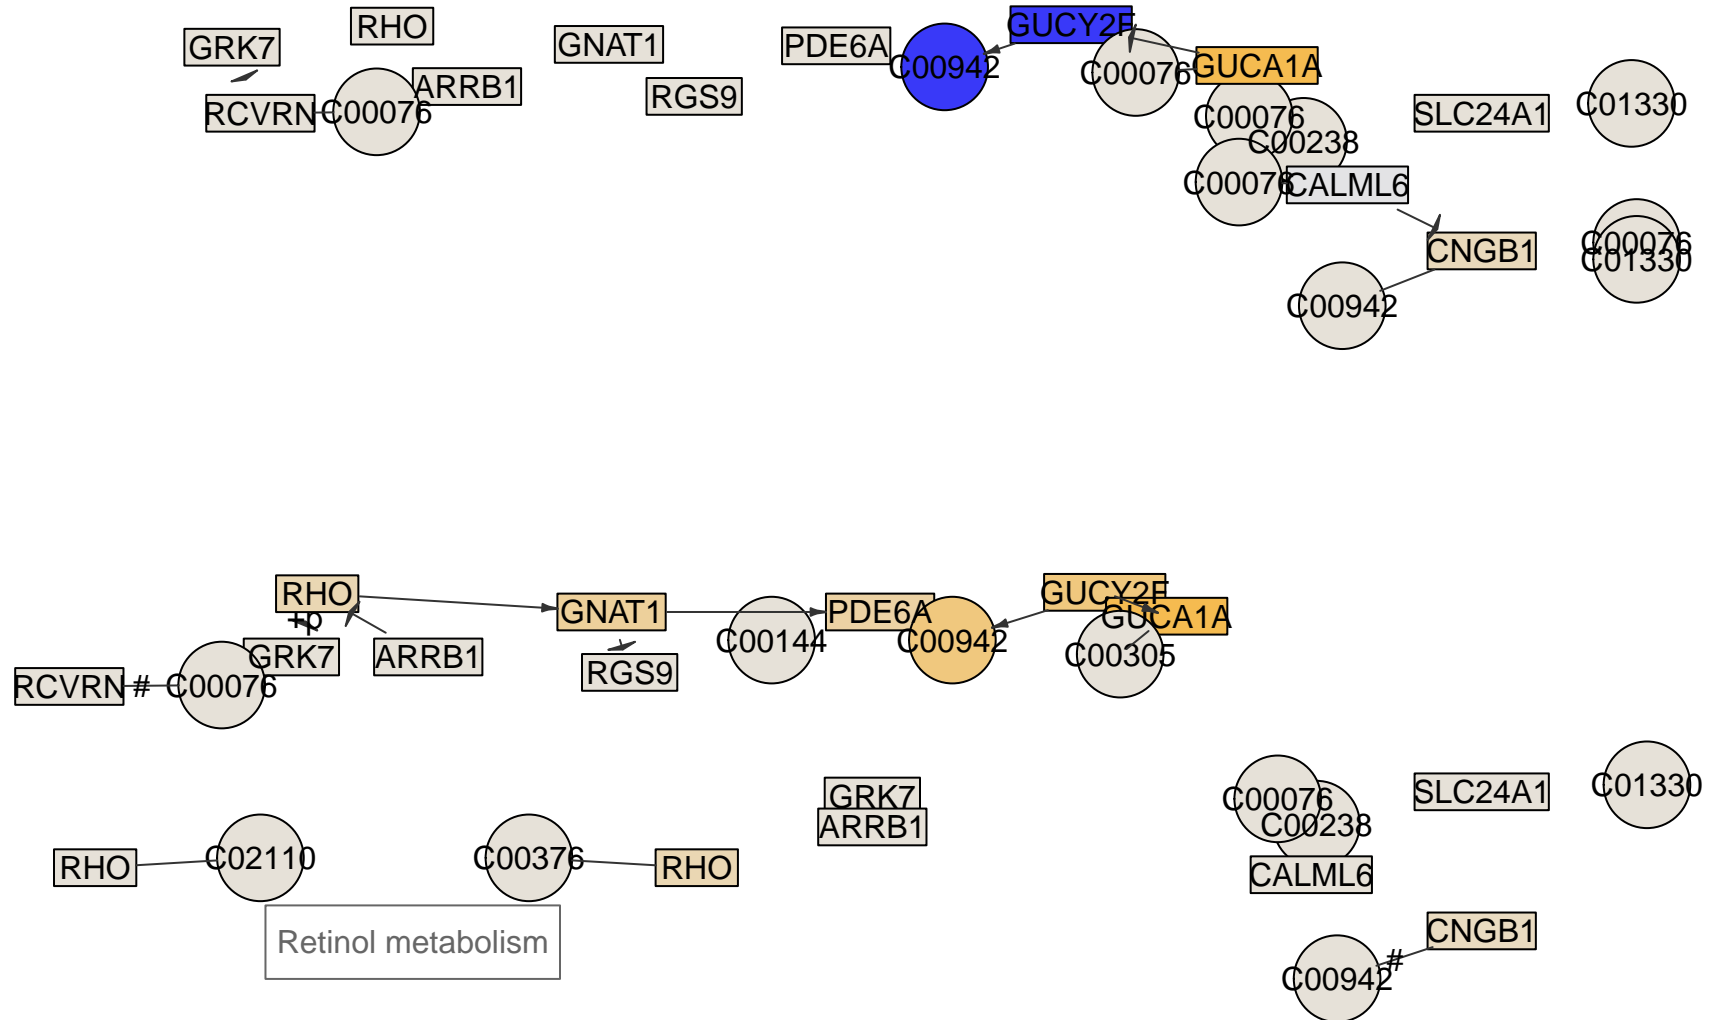 RHO
GRK7
GNAT1
PDE6A
GUCY2F
C00942
C00076
GUCA1A
ARRB1
RGS9
RCVRN
C00076
C00076
SLC24A1
C01330
C00238
C00076
CALML6
C00076
CNGB1
C01330
C00942
RHO
GNAT1
PDE6A
GUCY2F
GUCA1A
+p
C00144
C00942
C00305
GRK7
ARRB1
RGS9
RCVRN # C00076
GRK7
ARRB1
C00076
SLC24A1
C01330
C00238
RHO
C02110
C00376
RHO
CALML6
Retinol metabolism
CNGB1
#
C00942